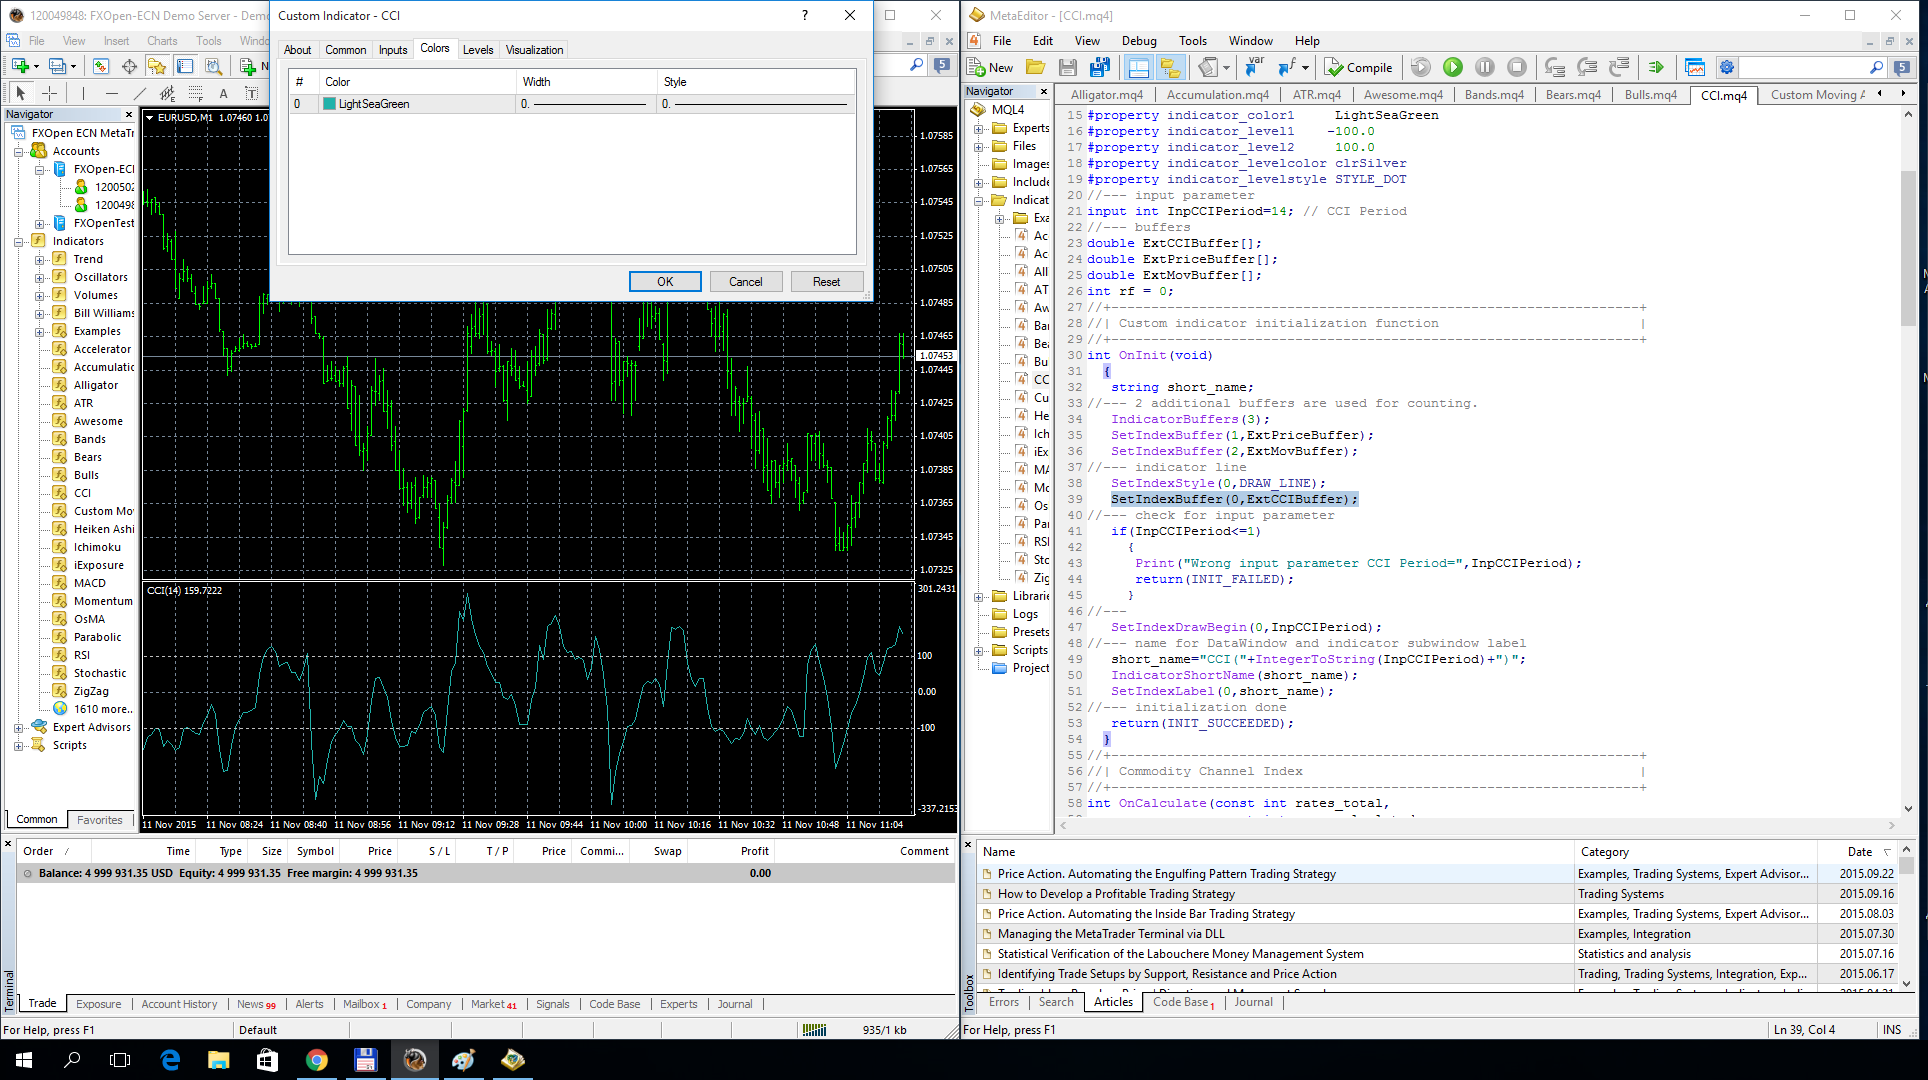 120049848: FXOpen-ECN Demo Server - Demo
File View Insert Charts Tools
Navigator
FXOpen ECN MetaTr
Accounts
FXOpen-ECI
1200502
1200498
FXOpenTest
Indicators
Trend
Oscillators
Volumes
Bill Williams
Examples
Accelerator
Accumulatic
Alligator
ATR
Awesome
Bands
Bears
Bulls
CCI
Custom Mo
Heiken Ashi
Ichimoku
iExposure
MACD
Momentum
OsMA
Parabolic
RSI
Stochastic
ZigZag
1610 more..
Expert Advisors
Scripts
Common Favorites
Custom Indicator - CCI
About Common Inputs Colors Levels Visualization
# Color Width Style
0 LightSeaGreen 0. 0.
OK Cancel Reset
EURUSD,M1 1.07460 1.0
1.07585
1.07565
1.07545
1.07525
1.07505
1.07485
1.07465
1.07453
1.07445
1.07425
1.07405
1.07385
1.07365
1.07345
1.07325
CCI(14) 159.7222
301.2431
100
0.00
-100
-337.2153
11 Nov 2015 11 Nov 08:24 11 Nov 08:40 11 Nov 08:56 11 Nov 09:12 11 Nov 09:28 11 Nov 09:44 11 Nov 10:00 11 Nov 10:16 11 Nov 10:32 11 Nov 10:48 11 Nov 11:04
Order / Time Type Size Symbol Price S / L T / P Price Commi... Swap Profit Comment
Balance: 4 999 931.35 USD Equity: 4 999 931.35 Free margin: 4 999 931.35 0.00
Terminal
Trade Exposure Account History News 99 Alerts Mailbox 1 Company Market 41 Signals Code Base Experts Journal
For Help, press F1 Default 935/1 kb
MetaEditor - [CCI.mq4]
File Edit View Debug Tools Window Help
New Compile
5
Navigator
MQL4
Experts
Files
Images
Include
Indicat
Exa
Ac
Ac
All
AT
Aw
Ba
Be
Bu
CC
Cu
He
Ich
iEx
MA
Mc
Os
Pa
RSI
Sto
Zig
Librarie
Logs
Presets
Scripts
Project
Alligator.mq4 Accumulation.mq4 ATR.mq4 Awesome.mq4 Bands.mq4 Bears.mq4 Bulls.mq4 CCI.mq4 Custom Moving A
15 #property indicator_color1 LightSeaGreen
16 #property indicator_level1 -100.0
17 #property indicator_level2 100.0
18 #property indicator_levelcolor clrSilver
19 #property indicator_levelstyle STYLE_DOT
20 //--- input parameter
21 input int InpCCIPeriod=14; // CCI Period
22 //--- buffers
23 double ExtCCIBuffer[];
24 double ExtPriceBuffer[];
25 double ExtMovBuffer[];
26 int rf = 0;
27 //+------------------------------------------------------------------+
28 //| Custom indicator initialization function |
29 //+------------------------------------------------------------------+
30 int OnInit(void)
31 {
32 string short_name;
33 //--- 2 additional buffers are used for counting.
34 IndicatorBuffers(3);
35 SetIndexBuffer(1,ExtPriceBuffer);
36 SetIndexBuffer(2,ExtMovBuffer);
37 //--- indicator line
38 SetIndexStyle(0,DRAW_LINE);
39 SetIndexBuffer(0,ExtCCIBuffer);
40 //--- check for input parameter
41 if(InpCCIPeriod<=1)
42 {
43 Print("Wrong input parameter CCI Period=",InpCCIPeriod);
44 return(INIT_FAILED);
45 }
46 //---
47 SetIndexDrawBegin(0,InpCCIPeriod);
48 //--- name for DataWindow and indicator subwindow label
49 short_name="CCI("+IntegerToString(InpCCIPeriod)+")";
50 IndicatorShortName(short_name);
51 SetIndexLabel(0,short_name);
52 //--- initialization done
53 return(INIT_SUCCEEDED);
54 }
55 //+------------------------------------------------------------------+
56 //| Commodity Channel Index |
57 //+------------------------------------------------------------------+
58 int OnCalculate(const int rates_total,
Name Category Date
Price Action. Automating the Engulfing Pattern Trading Strategy Examples, Trading Systems, Expert Advisor... 2015.09.22
How to Develop a Profitable Trading Strategy Trading Systems 2015.09.16
Price Action. Automating the Inside Bar Trading Strategy Examples, Trading Systems, Expert Advisor... 2015.08.03
Managing the MetaTrader Terminal via DLL Examples, Integration 2015.07.30
Statistical Verification of the Labouchere Money Management System Statistics and analysis 2015.07.16
Identifying Trade Setups by Support, Resistance and Price Action Trading, Trading Systems, Integration, Exp... 2015.06.17
Toolbox
Errors Search Articles Code Base 1 Journal
For Help, press F1 Ln 39, Col 4 INS